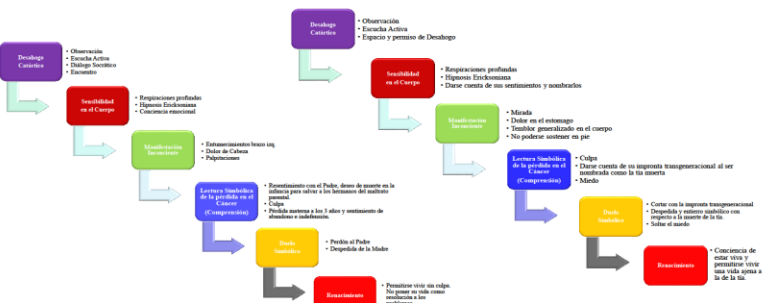 Desahogo
Catártico
• Observación
• Escucha Activa
• Diálogo Socrático
• Encuentro
Sensibilidad
en el Cuerpo
• Respiraciones profundas
• Hipnosis Ericksoniana
• Conciencia emocional
Manifestación
Inconciente
• Entumecimientos brazo izq.
• Dolor de Cabeza
• Palpitaciones
Lectura Simbólica
de la pérdida en el
Cáncer
(Comprensión)
• Resentimiento con el Padre, deseo de muerte en la
infancia para salvar a los hermanos del maltrato
parental.
• Culpa
• Pérdida materna a los 3 años y sentimiento de
abandono e indefensión.
Duelo
Simbólico
• Perdón al Padre
• Despedida de la Madre
Renacimiento
• Permitirse vivir sin culpa.
No poner su vida como
resolución a los
problemas
Desahogo
Catártico
• Observación
• Escucha Activa
• Espacio y permiso de Desahogo
Sensibilidad
en el Cuerpo
• Respiraciones profundas
• Hipnosis Ericksoniana
• Darse cuenta de sus sentimientos y nombrarlos
Manifestación
Inconciente
• Mirada
• Dolor en el estomago
• Temblor generalizado en el cuerpo
• No poderse sostener en pie
Lectura Simbólica
de la pérdida en el
Cáncer
(Comprensión)
• Culpa
• Darse cuenta de su impronta transgeneracional al ser
nombrada como la tía muerta
• Miedo
Duelo
Simbólico
• Cortar con la impronta transgeneracional
• Despedida y entierro simbólico con
respecto a la muerte de la tía.
• Soltar el miedo
Renacimiento
• Conciencia de
estar viva y
permitirse vivir
una vida ajena a
la de la tía.